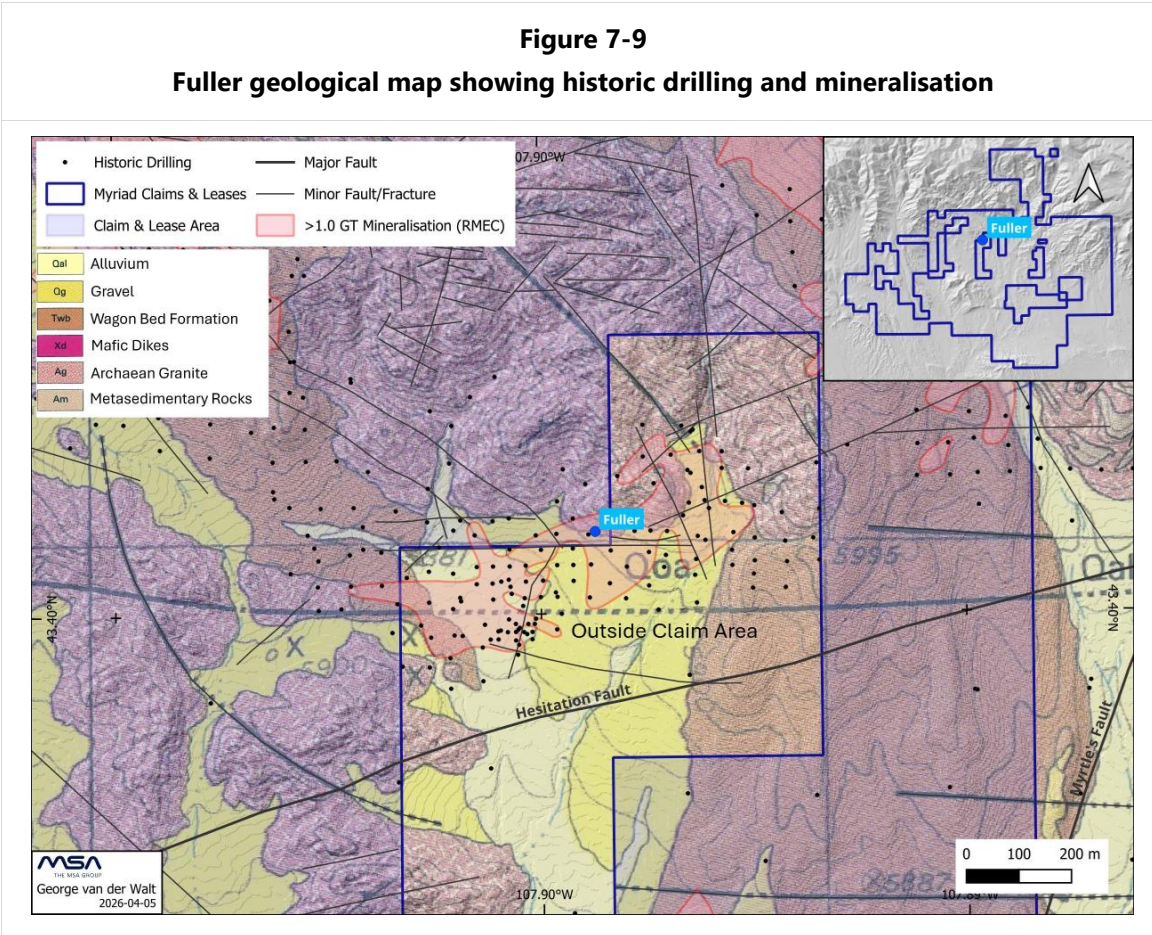 Figure 7-9
Fuller geological map showing historic drilling and mineralisation
Historic Drilling
Major Fault
Myriad Claims & Leases
Minor Fault/Fracture
Claim & Lease Area
>1.0 GT Mineralisation (RMEC)
Qal Alluvium
Qg Gravel
Twb Wagon Bed Formation
Xd Mafic Dikes
Ag Archaean Granite
Am Metasedimentary Rocks
07.90°W
Fuller
Fuller
5995
Qoa
Qal
43.40°N
43.40°N
Outside Claim Area
X
X
X
5900
Hesitation Fault
Myrtle's Fault
MSA
THE MSA GROUP
George van der Walt
2026-04-05
107.90°W
107.89°W
0 100 200 m